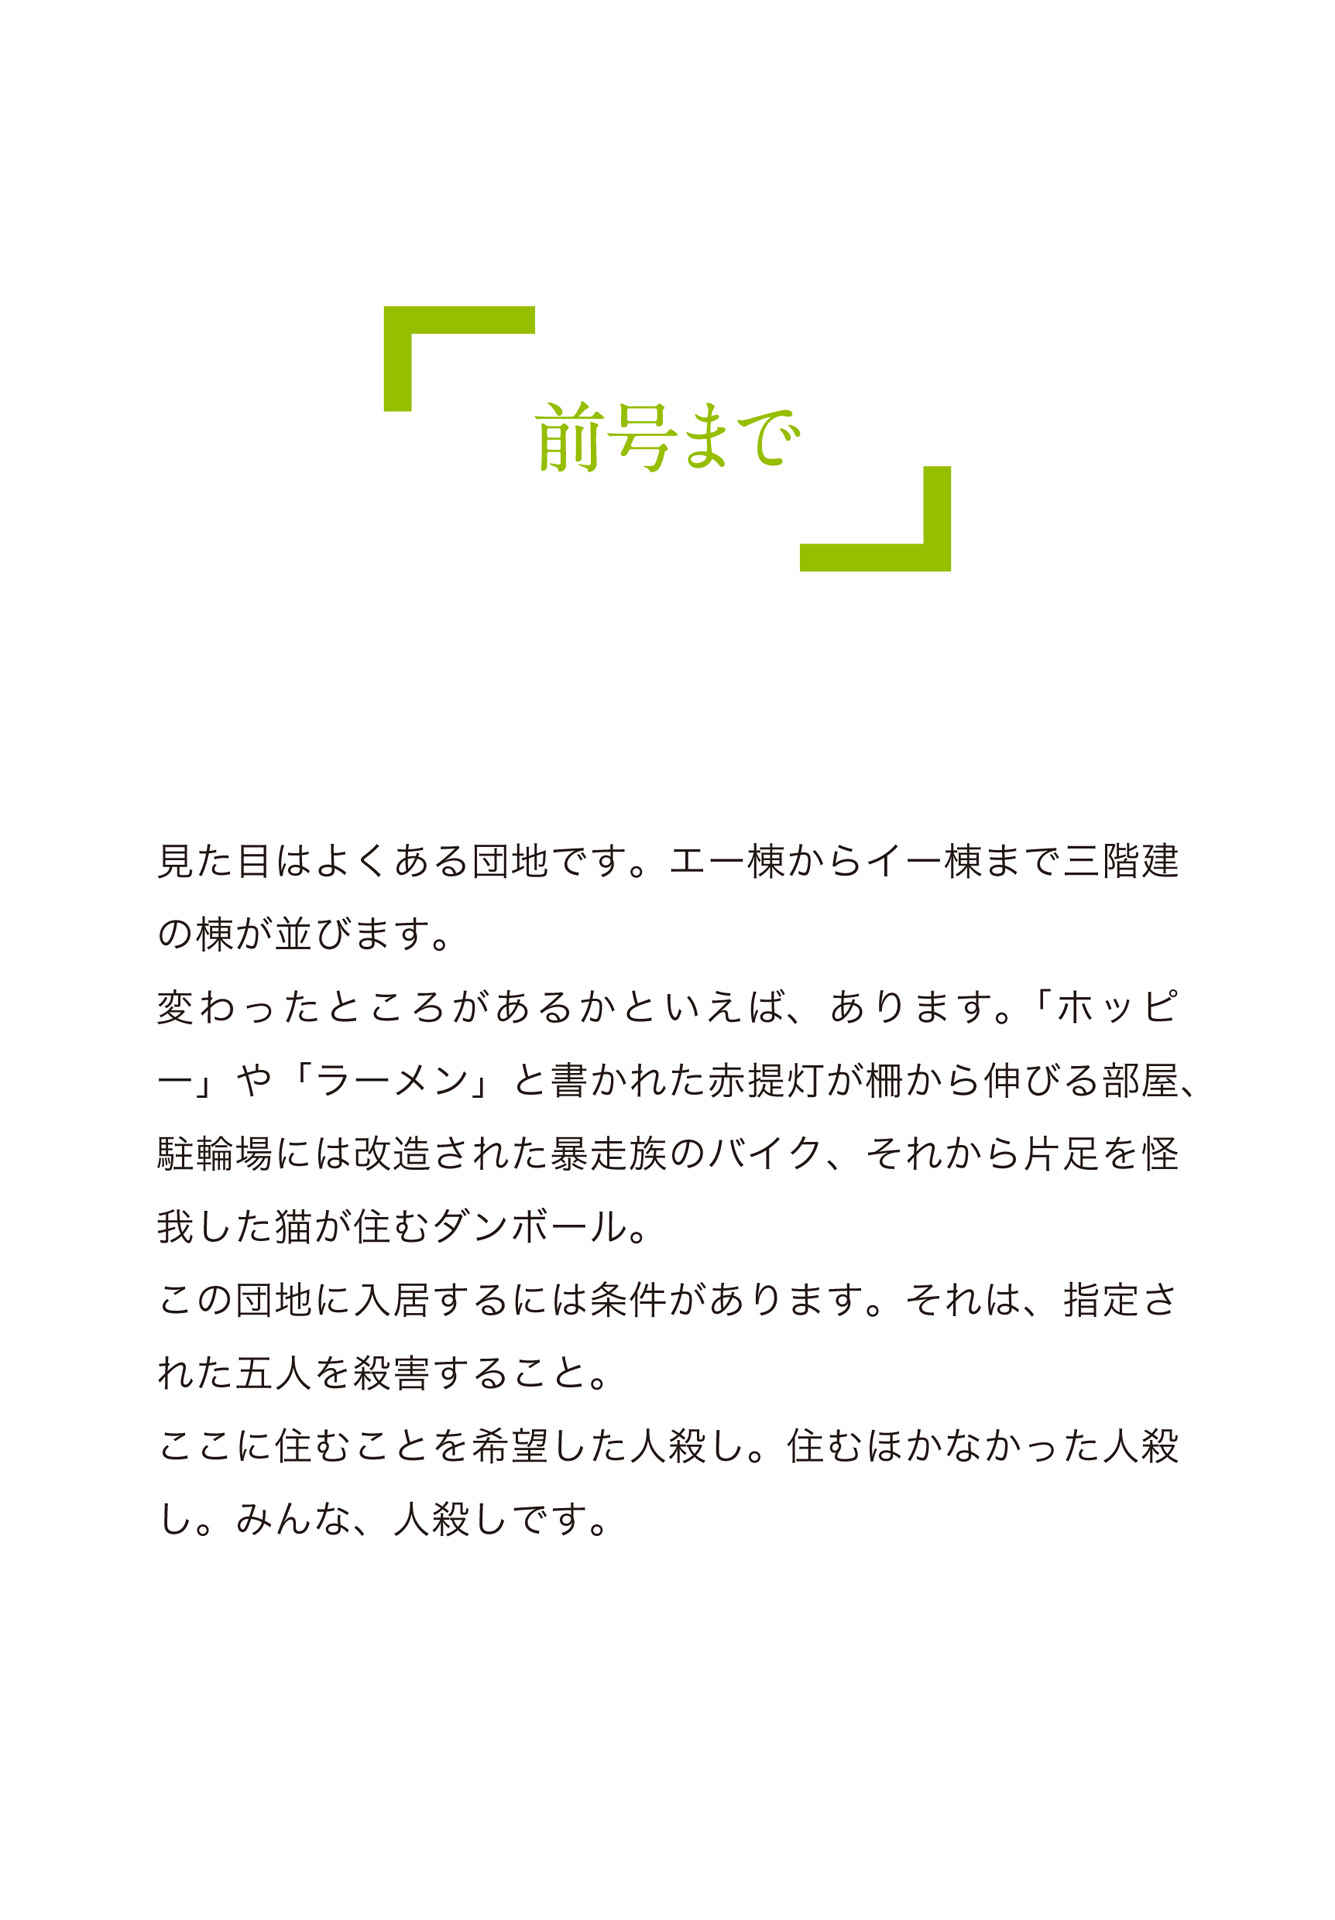 前号まで
見た目はよくある団地です。エー棟からイー棟まで三階建
の棟が並びます。
変わったところがあるかといえば、あります。「ホッピ
ー」や「ラーメン」と書かれた赤提灯が柵から伸びる部屋、
駐輪場には改造された暴走族のバイク、それから片足を怪
我した猫が住むダンボール。
この団地に入居するには条件があります。それは、指定さ
れた五人を殺害すること。
ここに住むことを希望した人殺し。住むほかなかった人殺
し。みんな、人殺しです。